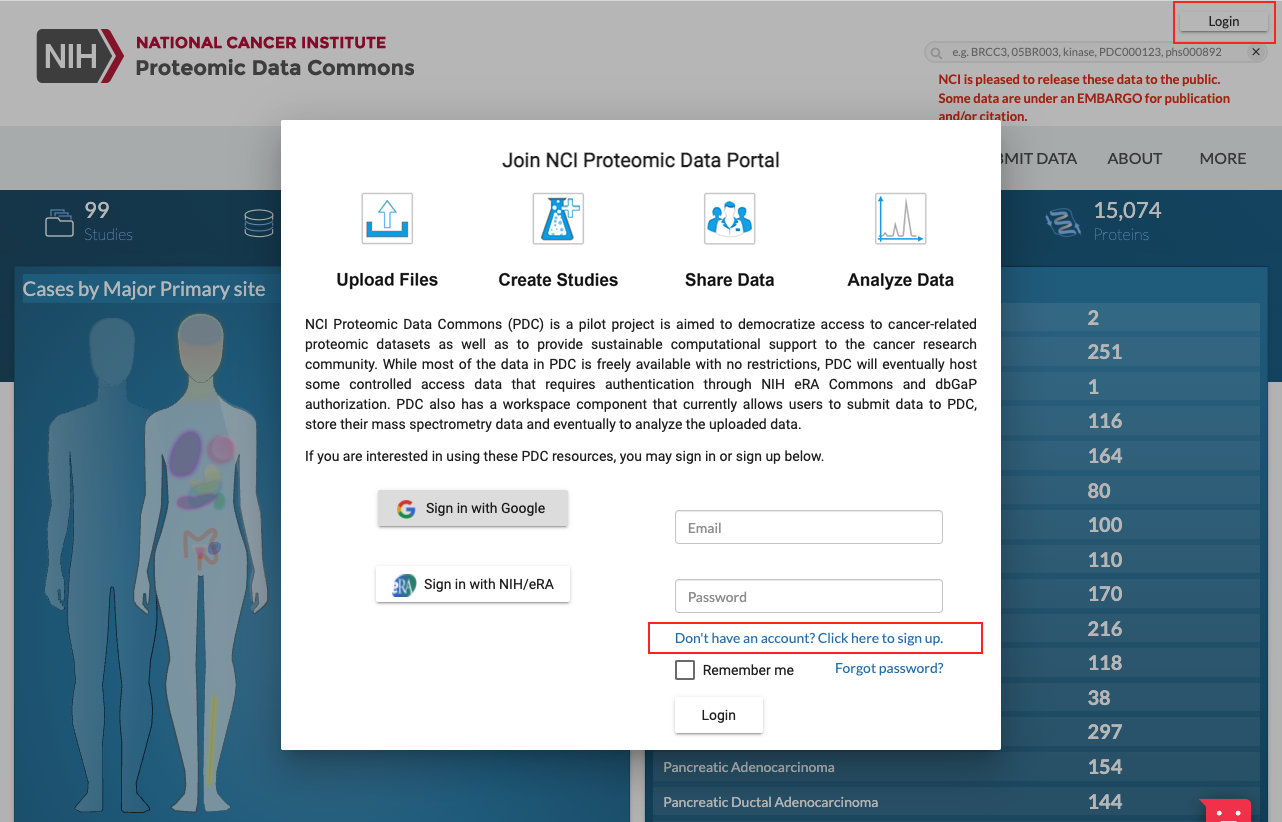 Login
NIH
NATIONAL CANCER INSTITUTE
Proteomic Data Commons
e.g. BRCC3, 05BR003, kinase, PDC000123, phs000892
NCI is pleased to release these data to the public.
Some data are under an EMBARGO for publication
and/or citation.
DATA
ABOUT
MORE
99
Studies
15,074
Proteins
Cases by Major Primary site
Join NCI Proteomic Data Portal
Upload Files
Create Studies
Share Data
Analyze Data
NCI Proteomic Data Commons (PDC) is a pilot project is aimed to democratize access to cancer-related
proteomic datasets as well as to provide sustainable computational support to the cancer research
community. While most of the data in PDC is freely available with no restrictions, PDC will eventually host
some controlled access data that requires authentication through NIH eRA Commons and dbGaP
authorization. PDC also has a workspace component that currently allows users to submit data to PDC,
store their mass spectrometry data and eventually to analyze the uploaded data.
If you are interested in using these PDC resources, you may sign in or sign up below.
Sign in with Google
eRA
Sign in with NIH/eRA
Email
Password
Don't have an account? Click here to sign up.
Remember me
Forgot password?
Login
2
251
1
116
164
80
100
110
170
216
118
38
297
Pancreatic Adenocarcinoma 154
Pancreatic Ductal Adenocarcinoma 144